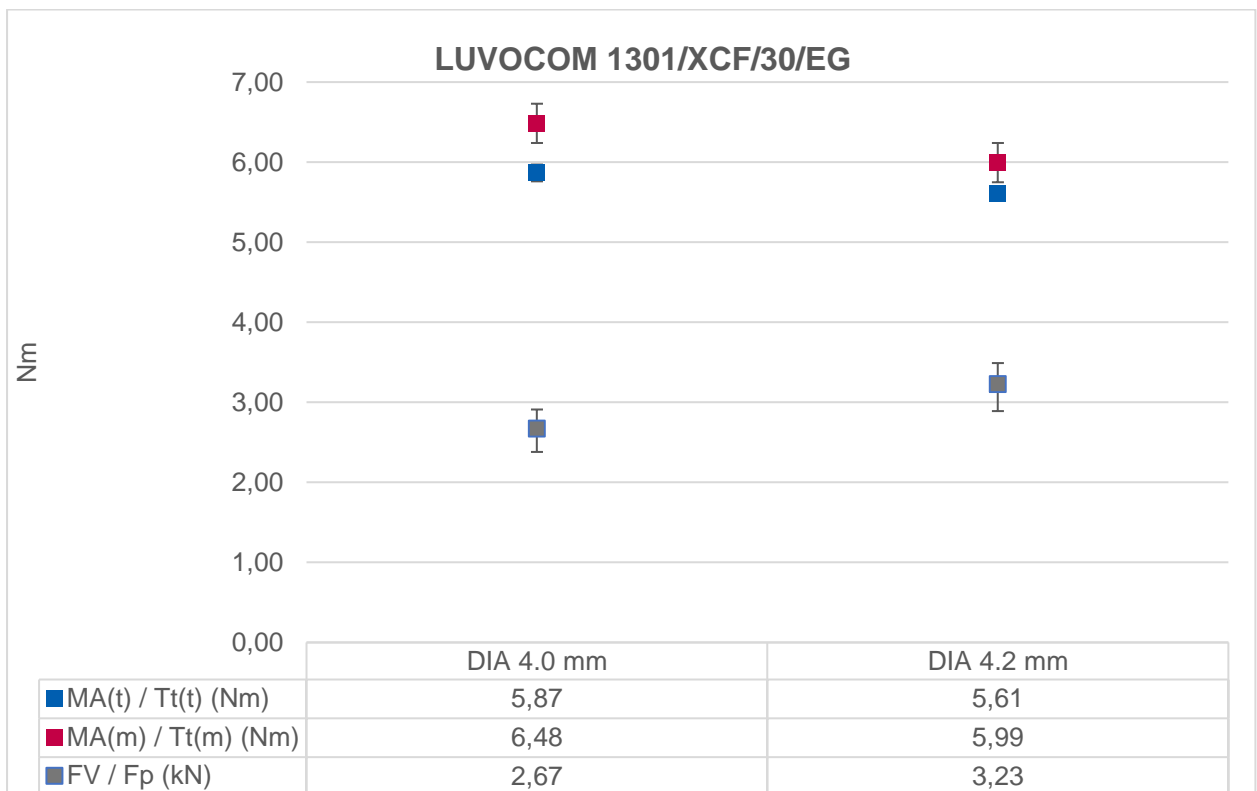 LUVOCOM 1301/XCF/30/EG
7,00
6,00
5,00
4,00
3,00
2,00
1,00
0,00
Nm
DIA 4.0 mm DIA 4.2 mm
MA(t) / Tt(t) (Nm) 5,87 5,61
MA(m) / Tt(m) (Nm) 6,48 5,99
FV / Fp (kN) 2,67 3,23